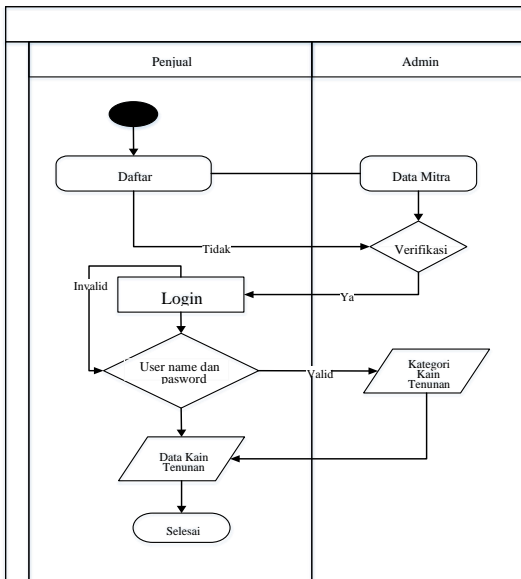 Penjual
Admin
Daftar
Data Mitra
Tidak
Verifikasi
Invalid
Login
Ya
User name dan
pasword
Valid
Kategori
Kain
Tenunan
Data Kain
Tenunan
Selesai